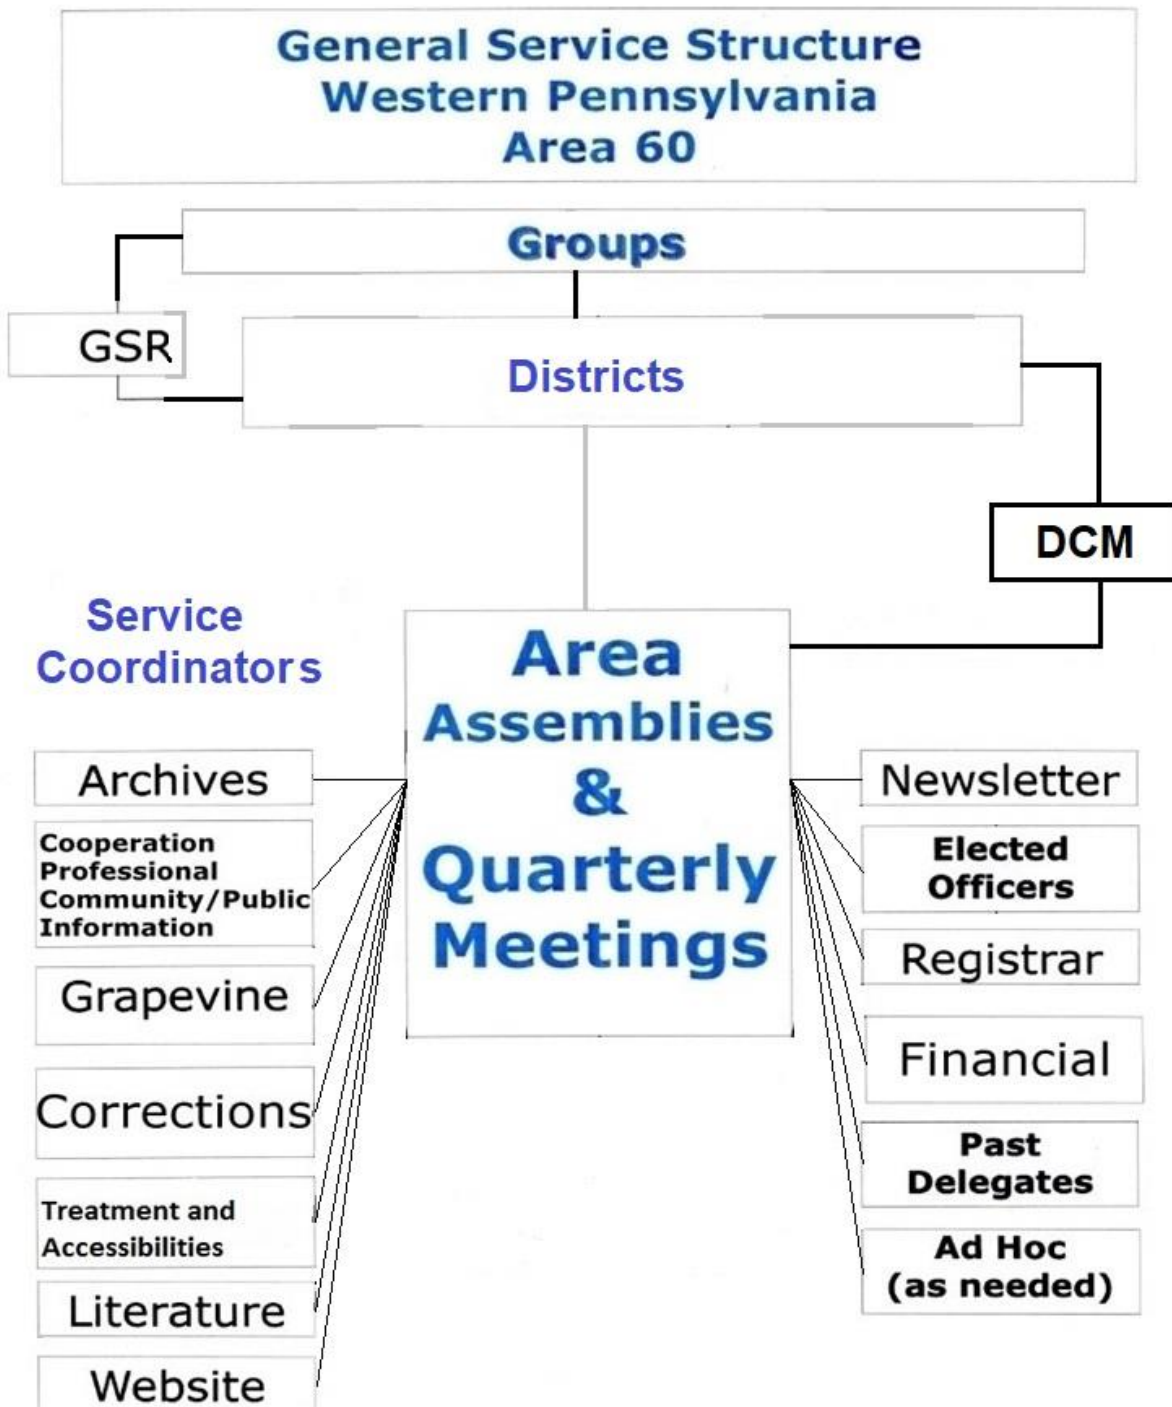 General Service Structure
Western Pennsylvania
Area 60
Groups
GSR
Districts
DCM
Service
Coordinators
Area
Assemblies
&
Quarterly
Meetings
Archives
Cooperation
Professional
Community/Public
Information
Grapevine
Corrections
Treatment and
Accessibilities
Literature
Website
Newsletter
Elected
Officers
Registrar
Financial
Past
Delegates
Ad Hoc
(as needed)